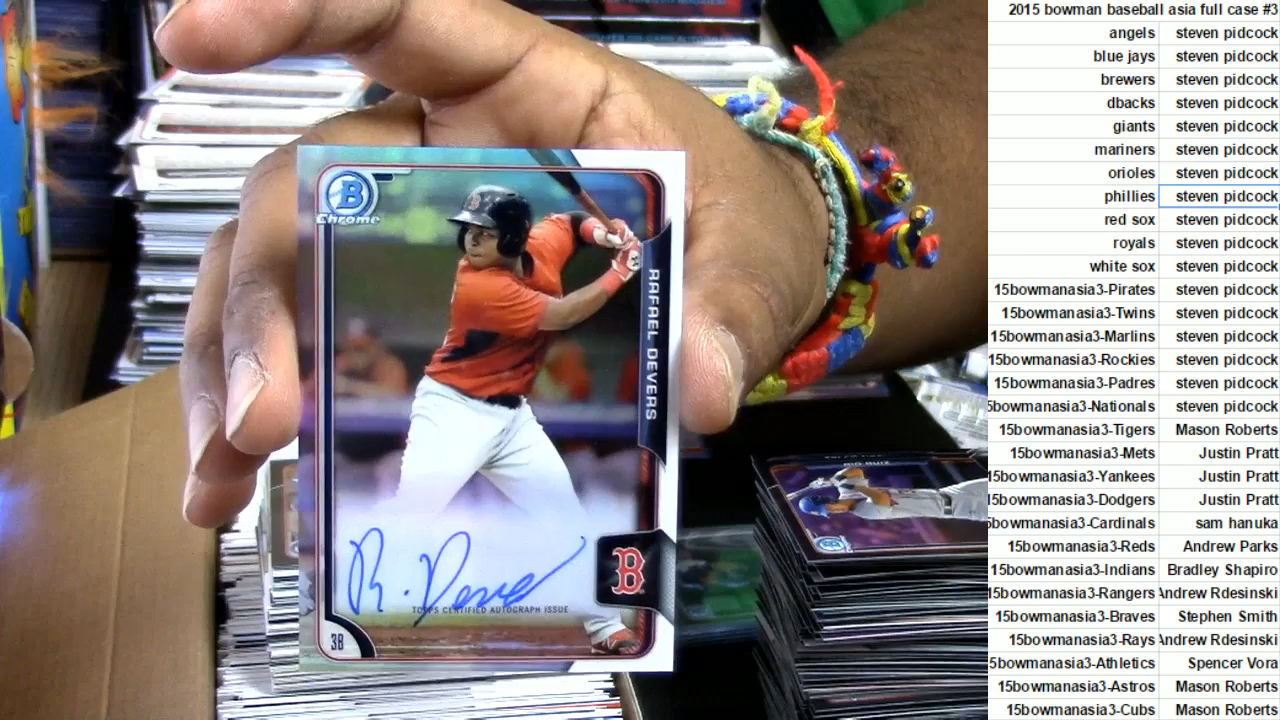 B
Chrome
RAFAEL DEVERS
B
R. Devers
TOPPS CERTIFIED AUTOGRAPH ISSUE
3B
RIO RUIZ
2015 bowman baseball asia full case #3
angels steven pidcock
blue jays steven pidcock
brewers steven pidcock
dbacks steven pidcock
giants steven pidcock
mariners steven pidcock
orioles steven pidcock
phillies steven pidcock
red sox steven pidcock
royals steven pidcock
white sox steven pidcock
15bowmanasia3-Pirates steven pidcock
15bowmanasia3-Twins steven pidcock
15bowmanasia3-Marlins steven pidcock
15bowmanasia3-Rockies steven pidcock
15bowmanasia3-Padres steven pidcock
5bowmanasia3-Nationals steven pidcock
15bowmanasia3-Tigers Mason Roberts
15bowmanasia3-Mets Justin Pratt
15bowmanasia3-Yankees Justin Pratt
15bowmanasia3-Dodgers Justin Pratt
5bowmanasia3-Cardinals sam hanuka
15bowmanasia3-Reds Andrew Parks
15bowmanasia3-Indians Bradley Shapiro
15bowmanasia3-Rangers Andrew Rdesinski
15bowmanasia3-Braves Stephen Smith
15bowmanasia3-Rays Andrew Rdesinski
5bowmanasia3-Athletics Spencer Vora
15bowmanasia3-Astros Mason Roberts
15bowmanasia3-Cubs Mason Roberts